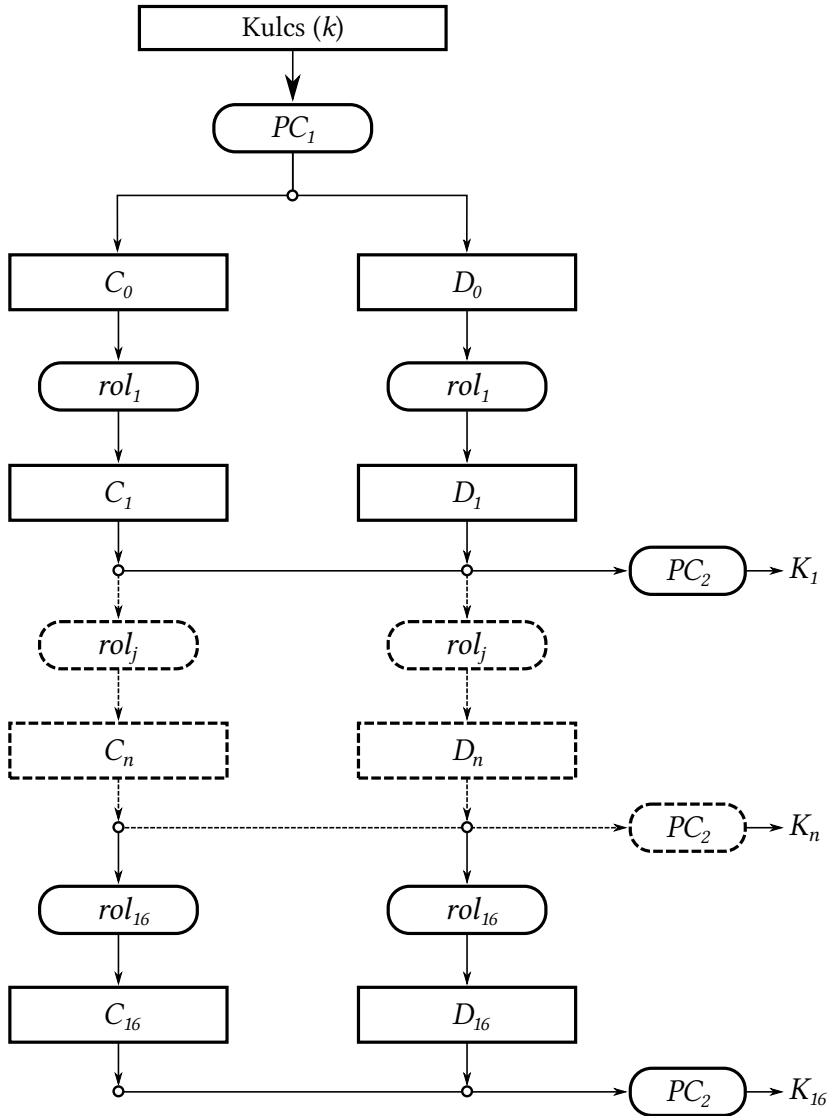 Kulcs (k)
PC₁
C₀ D₀
rol₁ rol₁
C₁ D₁
PC₂ K₁
rolⱼ rolⱼ
Cₙ Dₙ
PC₂ Kₙ
rol₁₆ rol₁₆
C₁₆ D₁₆
PC₂ K₁₆